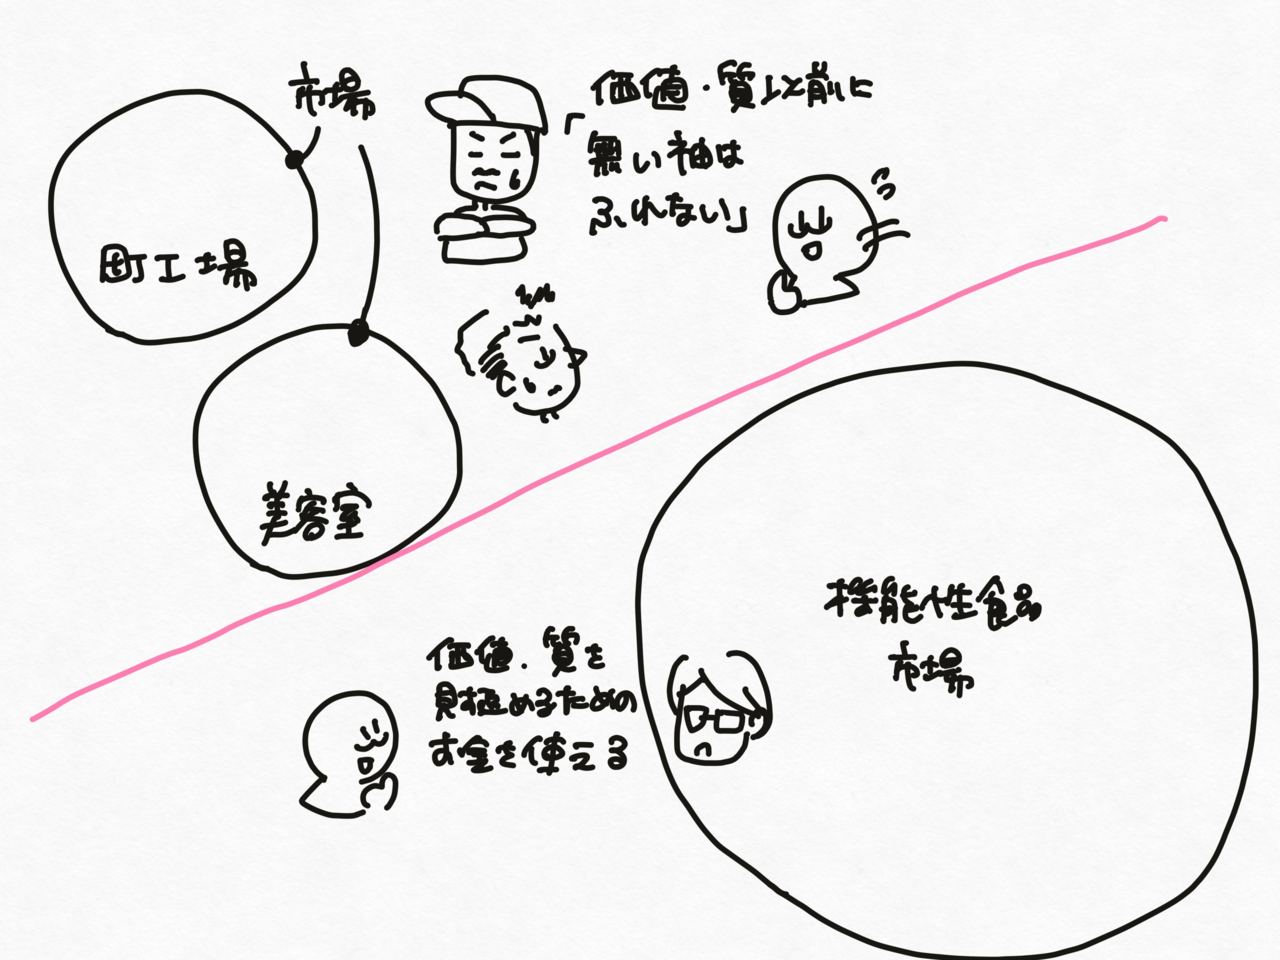 市場
町工場
美容室
価値・質以前に
「無い袖は
ふれない」
価値・質を
見極めるための
お金を使える
機能性食品
市場